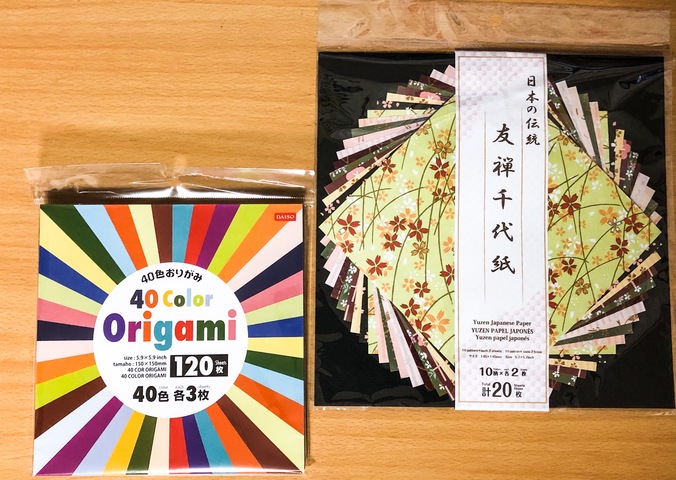 DAISO
40色おりがみ
40 Color
Origami
size : 5.9×5.9 inch
tamaho : 150×150mm
40 COR ORIGAMI
40 COLOR ORIGAMI
120 Sheets 枚
color each sheets
40色 各3枚
日本の伝統
友禅千代紙
Yuzen Japanese Paper
YUZEN PAPEL JAPONÉS
Yuzen papel japonês
10柄×各2枚
Total 計20枚